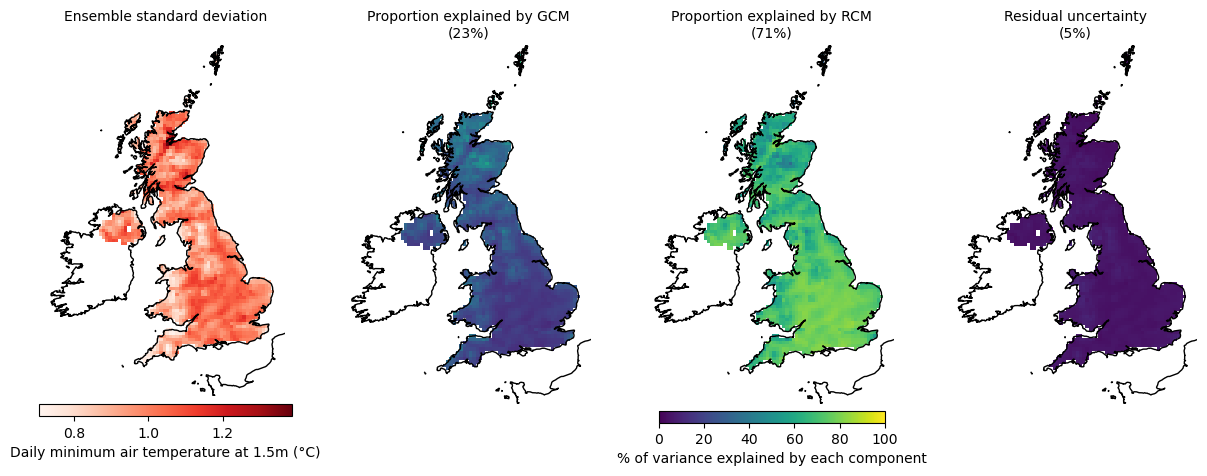 Ensemble standard deviation
Proportion explained by GCM
(23%)
Proportion explained by RCM
(71%)
Residual uncertainty
(5%)
0.8 1.0 1.2
Daily minimum air temperature at 1.5m (°C)
0 20 40 60 80 100
% of variance explained by each component